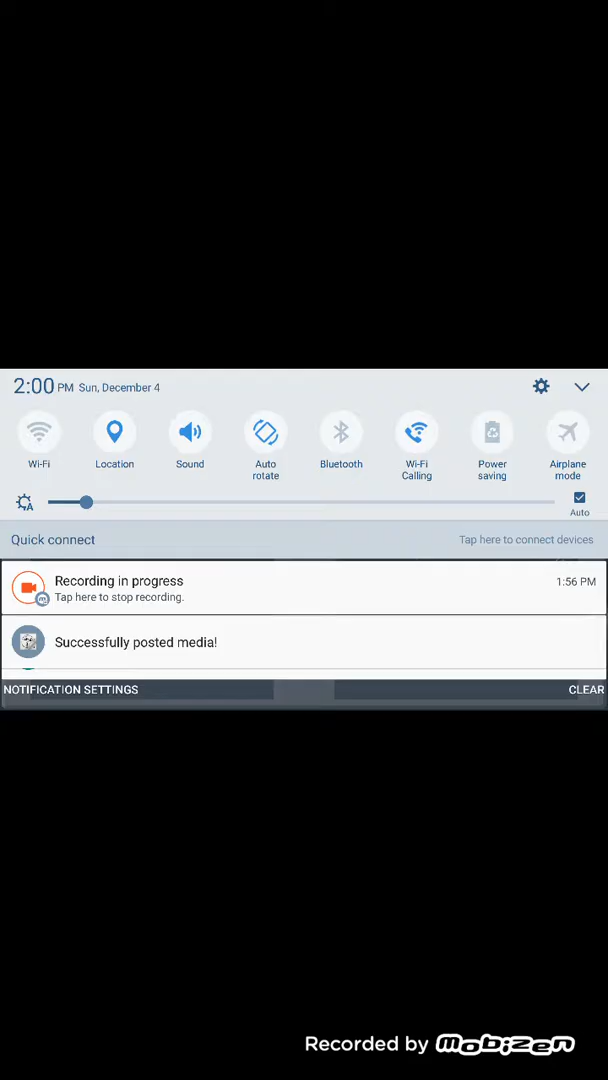 2:00 PM Sun, December 4
Wi-Fi
Location
Sound
Auto
rotate
Bluetooth
Wi-Fi
Calling
Power
saving
Airplane
mode
A
Auto
Quick connect
Tap here to connect devices
Recording in progress
1:56 PM
Tap here to stop recording.
Successfully posted media!
NOTIFICATION SETTINGS
CLEAR
Recorded by mobizen